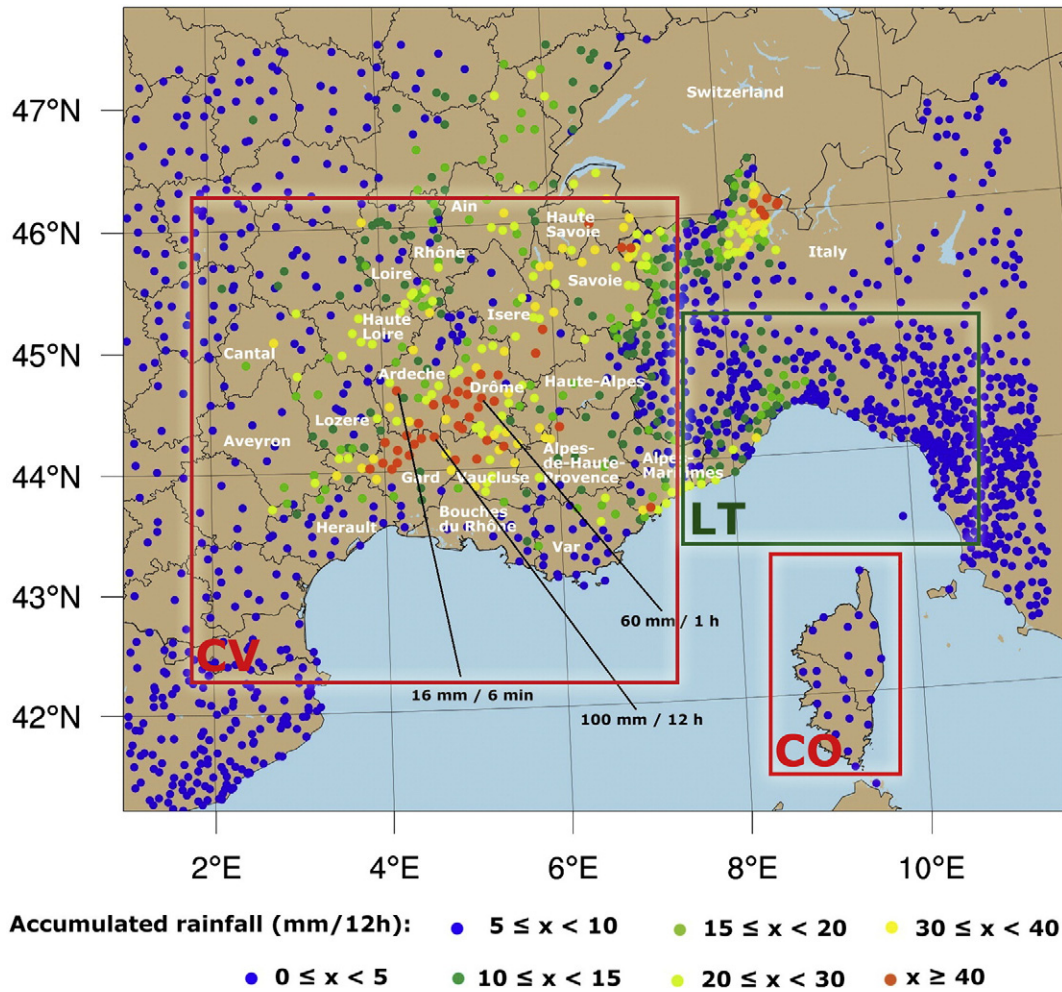 47°N
Switzerland
46°N
Ain
Haute
Savoie
Rhône
Italy
Loire
Savoie
Haute
Loire
Isere
45°N
Cantal
Ardeche
Drôme
Haute-Alpes
Lozere
Aveyron
44°N
Gard
Vaucluse
Alpes-
de-Haute-
Provence
Alpes-
Maritimes
Herault
Bouches
du Rhône
Var
LT
43°N
60 mm / 1 h
CV
16 mm / 6 min
42°N
100 mm / 12 h
CO
2°E 4°E 6°E 8°E 10°E
Accumulated rainfall (mm/12h): 5 ≤ x < 10 15 ≤ x < 20 30 ≤ x < 40
0 ≤ x < 5 10 ≤ x < 15 20 ≤ x < 30 x ≥ 40